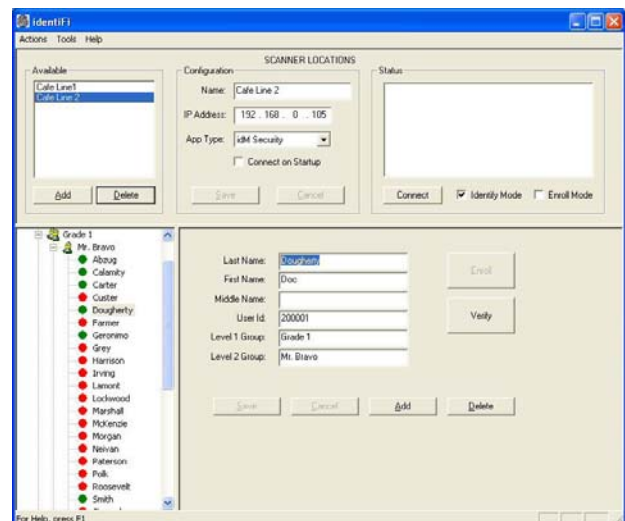 identiFi
Actions Tools Help
SCANNER LOCATIONS
Available
Cafe Line1
Cafe Line 2
Add
Delete
Configuration
Name: Cafe Line 2
IP Address: 192 . 168 . 0 . 105
App Type: idM Security
Connect on Startup
Save
Cancel
Status
Connect
Identify Mode
Enroll Mode
Grade 1
Mr. Bravo
Abzug
Calamity
Carter
Custer
Dougherty
Farmer
Geronimo
Grey
Harrison
Irving
Lamont
Lockwood
Marshall
McKenzie
Morgan
Neivan
Paterson
Polk
Roosevelt
Smith
Last Name: Dougherty
First Name: Doc
Middle Name:
User Id: 200001
Level 1 Group: Grade 1
Level 2 Group: Mr. Bravo
Enroll
Verify
Save
Cancel
Add
Delete
For Help, press F1